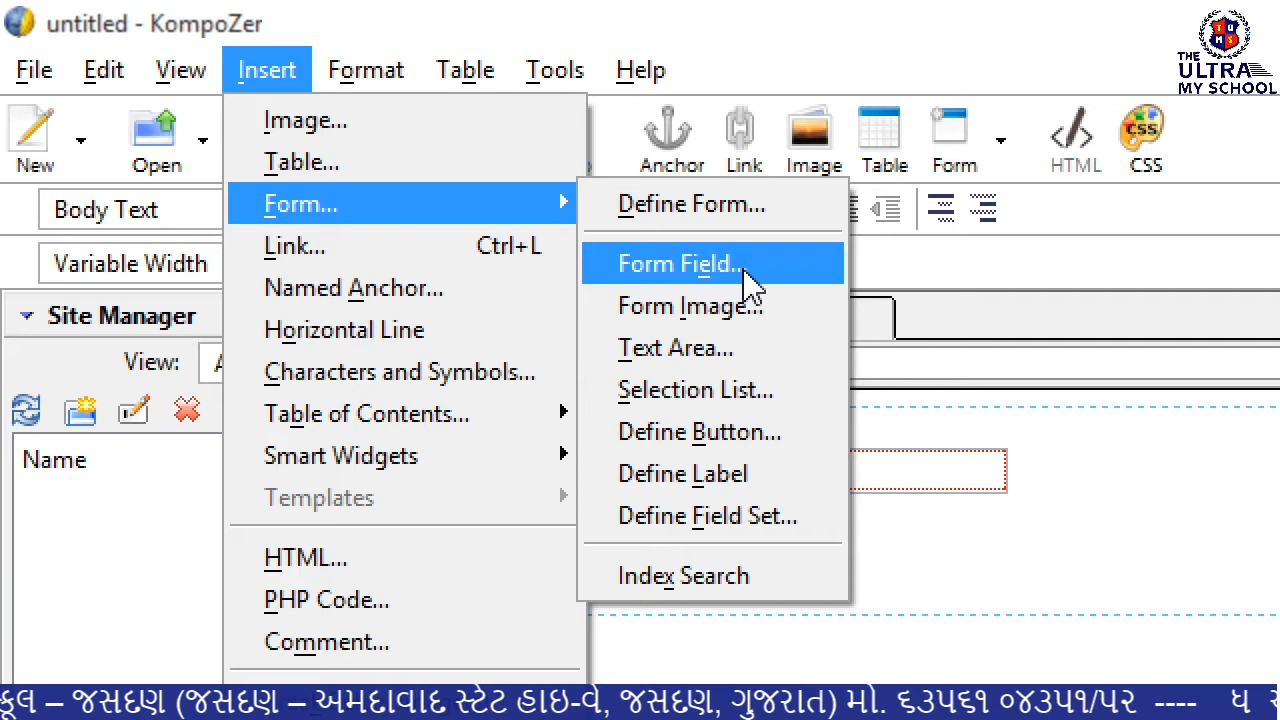 untitled - KompoZer
File Edit View Insert Format Table Tools Help
THE
ULTRA
MY SCHOOL
TUMS
New Open Anchor Link Image Table Form HTML CSS
Body Text
Variable Width
Site Manager
View:
Name
Image...
Table...
Form...
Link... Ctrl+L
Named Anchor...
Horizontal Line
Characters and Symbols...
Table of Contents...
Smart Widgets
Templates
HTML...
PHP Code...
Comment...
Define Form...
Form Field...
Form Image...
Text Area...
Selection List...
Define Button...
Define Label
Define Field Set...
Index Search
કૂલ – જસદણ (જસદણ – અમદાવાદ સ્ટેટ હાઇ-વે, જસદણ, ગુજરાત) મો. ૬૩૫૬૧ ૦૪૩૫૧/૫૨ ---- ધ